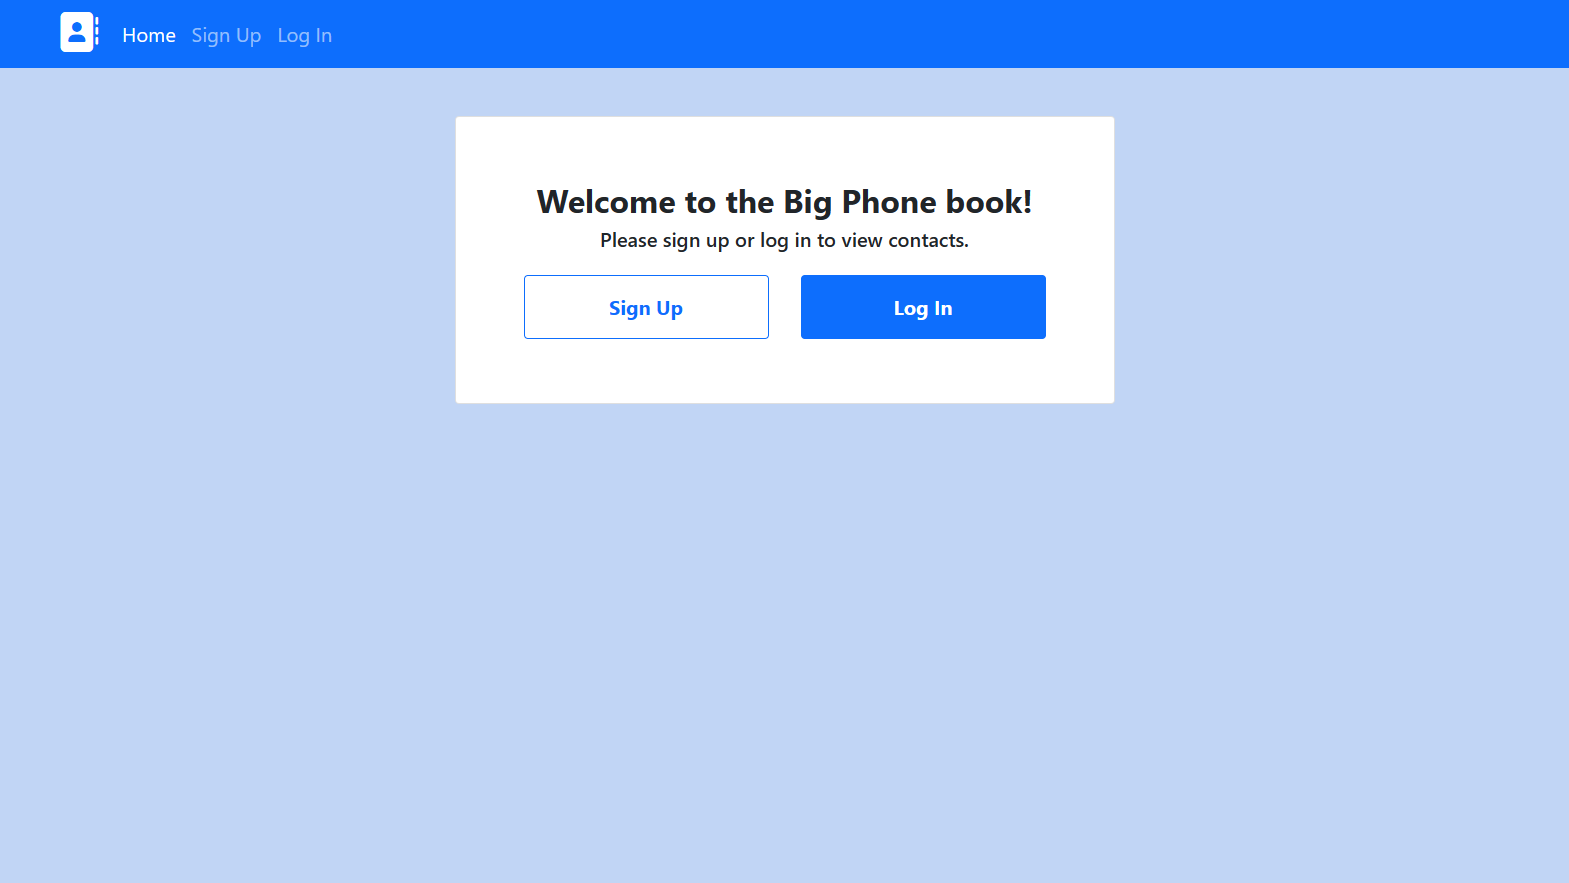 Home Sign Up Log In
Welcome to the Big Phone book!
Please sign up or log in to view contacts.
Sign Up Log In